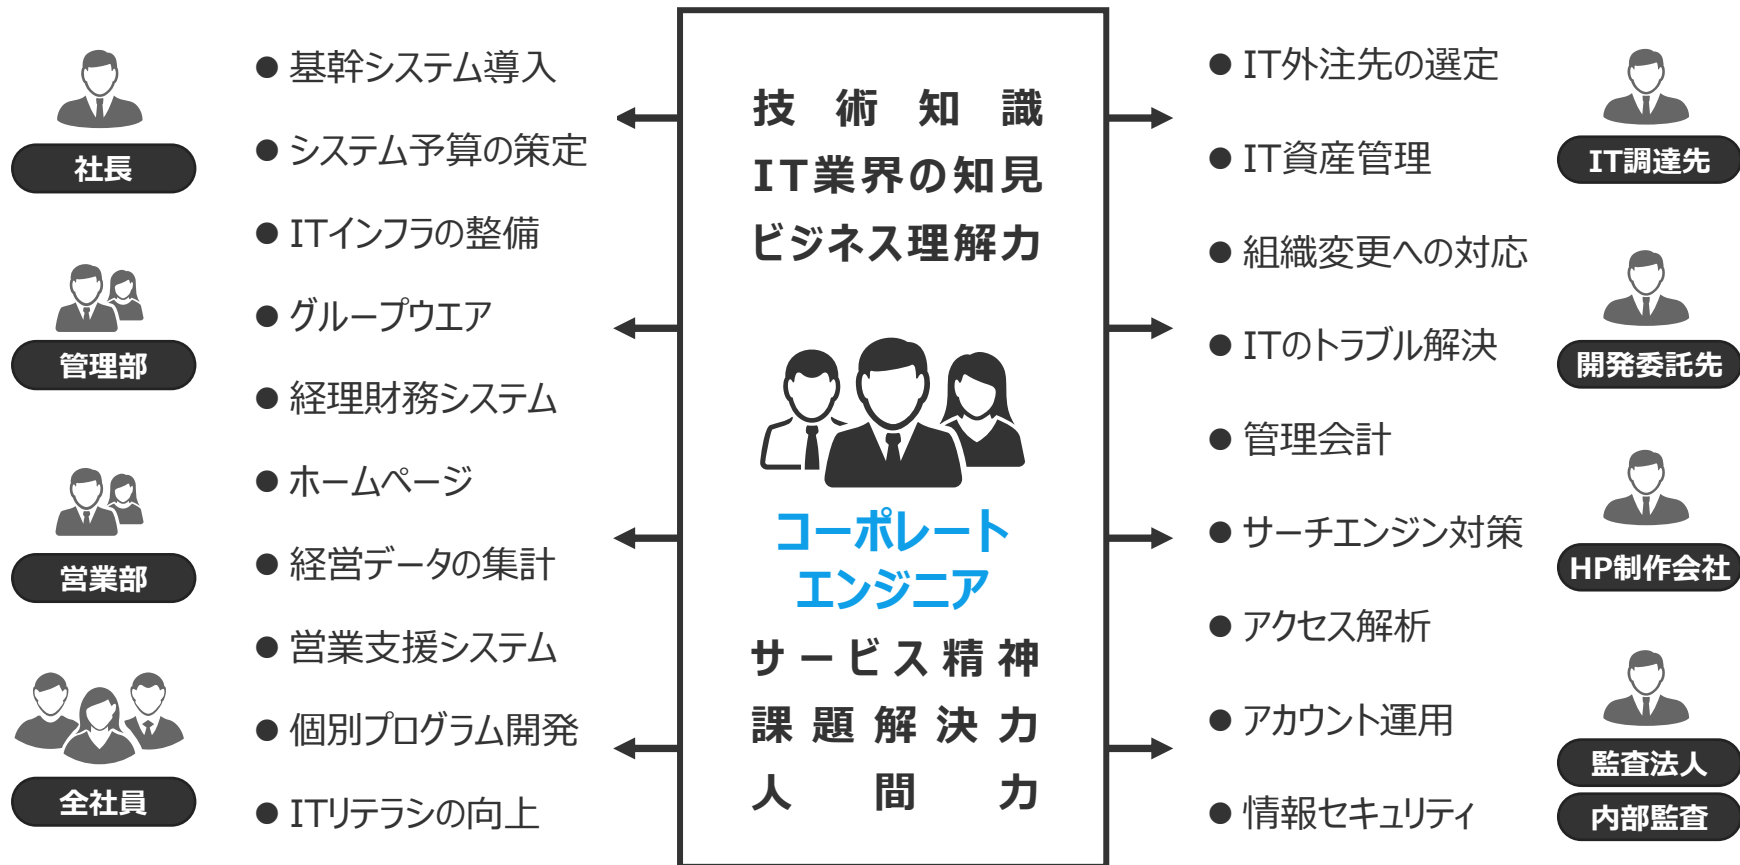 社長
管理部
営業部
全社員
● 基幹システム導入
● システム予算の策定
● ITインフラの整備
● グループウエア
● 経理財務システム
● ホームページ
● 経営データの集計
● 営業支援システム
● 個別プログラム開発
● ITリテラシの向上
技術知識
IT業界の知見
ビジネス理解力
コーポレート
エンジニア
サービス精神
課題解決力
人間力
● IT外注先の選定
● IT資産管理
● 組織変更への対応
● ITのトラブル解決
● 管理会計
● サーチエンジン対策
● アクセス解析
● アカウント運用
● 情報セキュリティ
IT調達先
開発委託先
HP制作会社
監査法人
内部監査